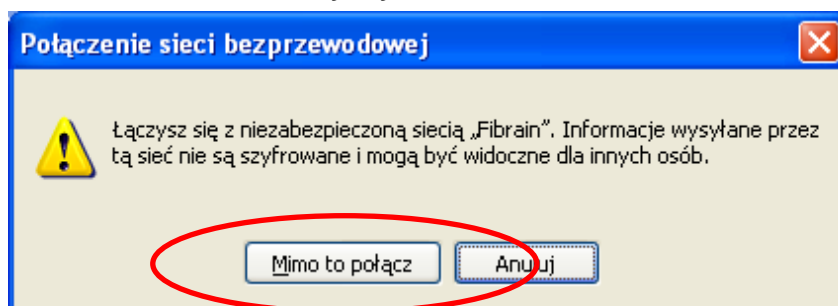 Połączenie sieci bezprzewodowej
Łączysz się z niezabezpieczoną siecią „Fibrain”. Informacje wysyłane przez
tą sieć nie są szyfrowane i mogą być widoczne dla innych osób.
Mimo to połącz Anuluj